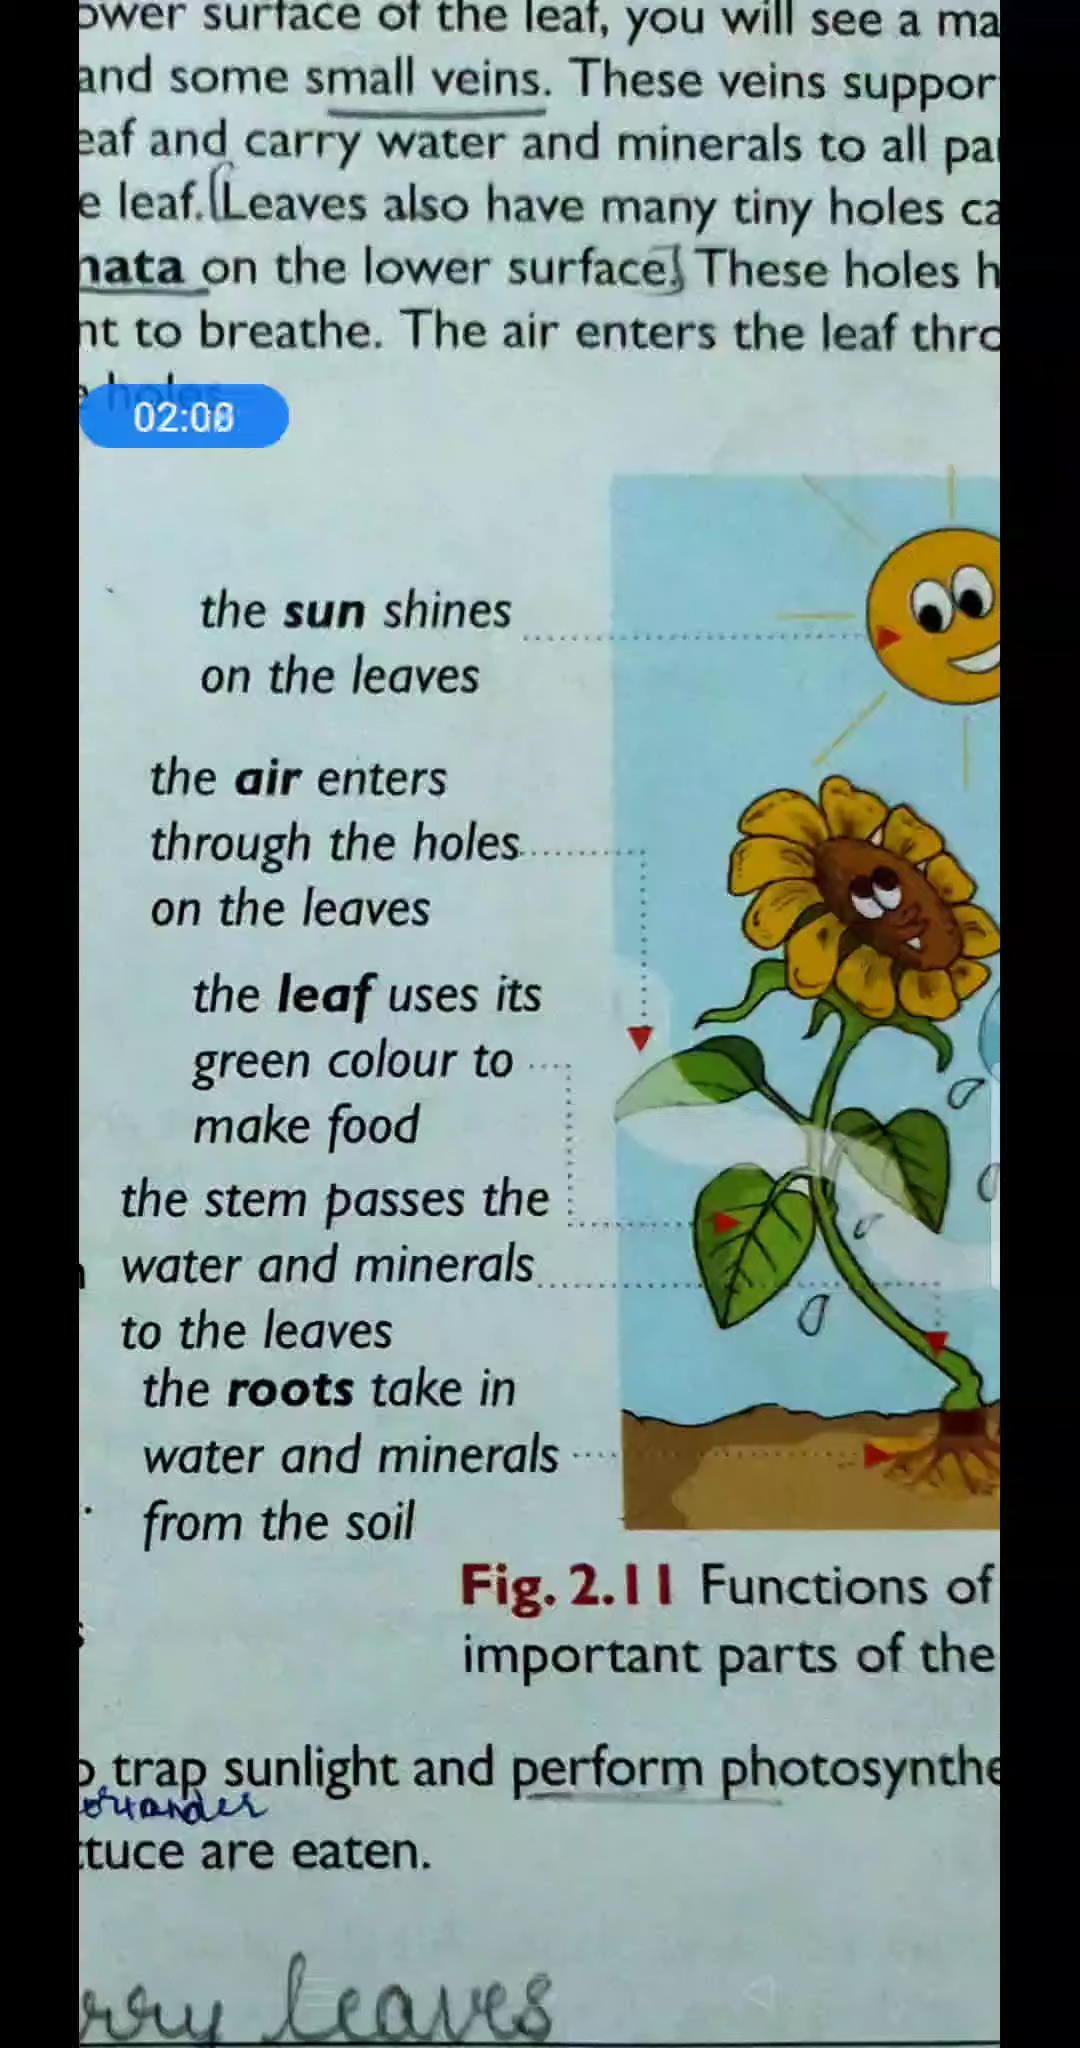 ower surface of the leaf, you will see a ma
and some small veins. These veins suppor
eaf and carry water and minerals to all pa
e leaf. (Leaves also have many tiny holes ca
mata on the lower surface.) These holes h
nt to breathe. The air enters the leaf thro
holes
02:08
the sun shines
on the leaves
the air enters
through the holes
on the leaves
the leaf uses its
green colour to
make food
the stem passes the
water and minerals
to the leaves
the roots take in
water and minerals
from the soil
Fig. 2.11 Functions of
important parts of the
o trap sunlight and perform photosynthe
oriander
ttuce are eaten.
rry leaves